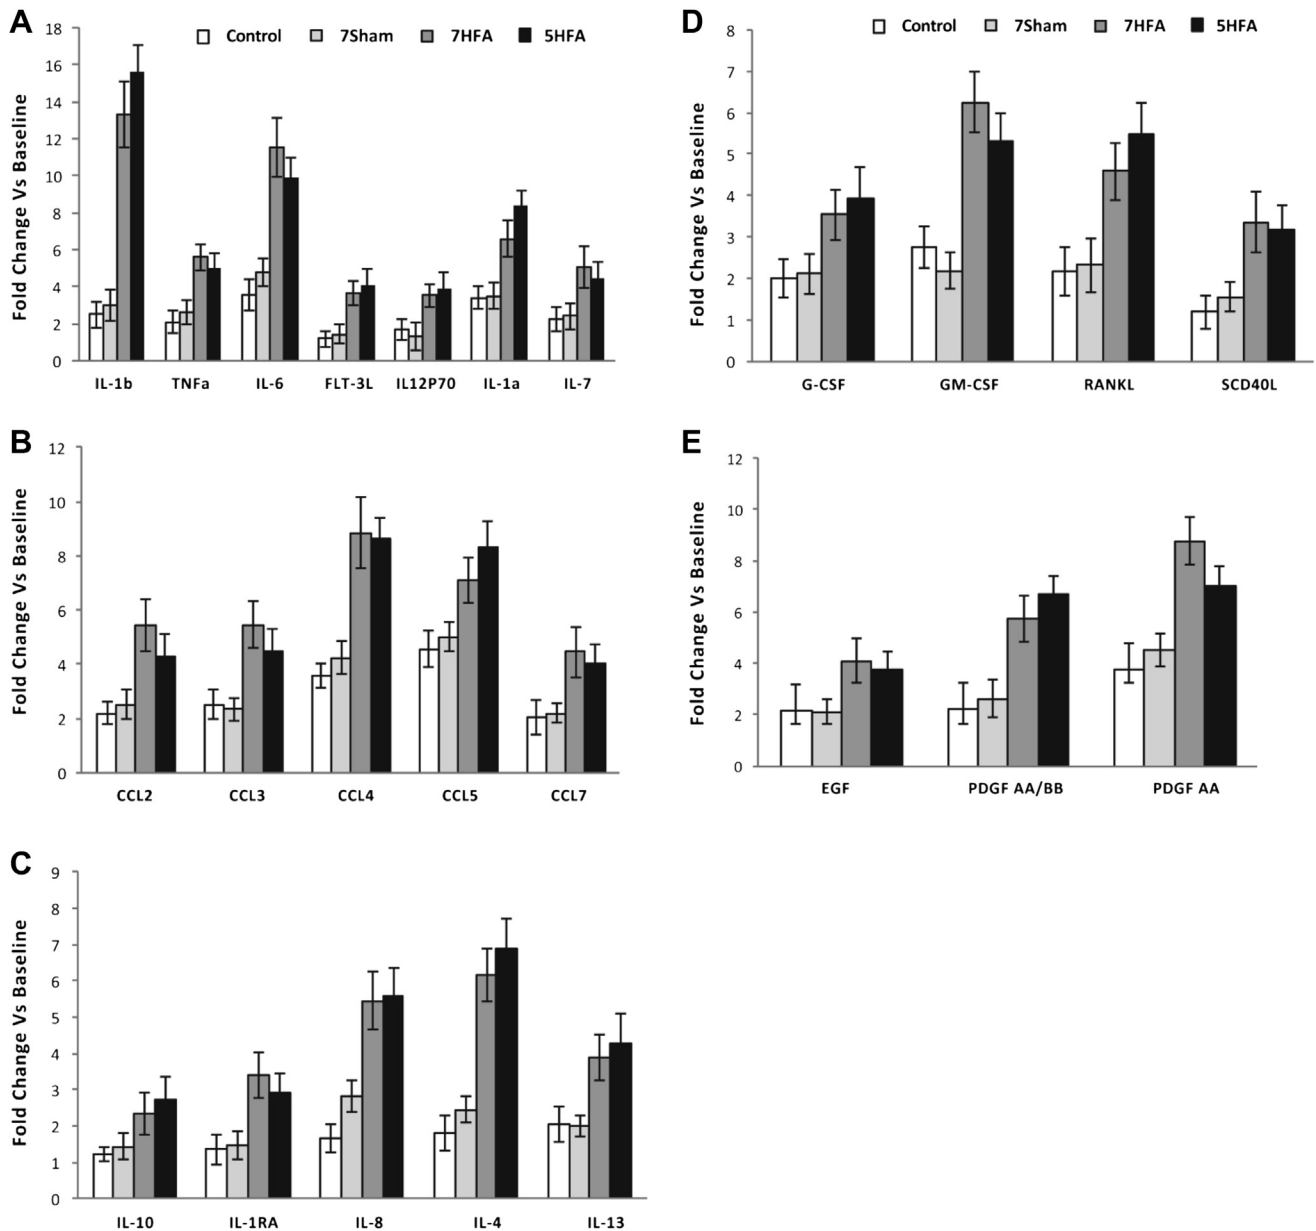 A
Control 7Sham 7HFA 5HFA
Fold Change Vs Baseline
18
16
14
12
10
8
6
4
2
0
IL-1b TNFa IL-6 FLT-3L IL12P70 IL-1a IL-7
B
Fold Change Vs Baseline
12
10
8
6
4
2
0
CCL2 CCL3 CCL4 CCL5 CCL7
C
Fold Change Vs Baseline
9
8
7
6
5
4
3
2
1
0
IL-10 IL-1RA IL-8 IL-4 IL-13
D
Control 7Sham 7HFA 5HFA
Fold Change Vs Baseline
8
7
6
5
4
3
2
1
0
G-CSF GM-CSF RANKL SCD40L
E
Fold Change Vs Baseline
12
10
8
6
4
2
0
EGF PDGF AA/BB PDGF AA